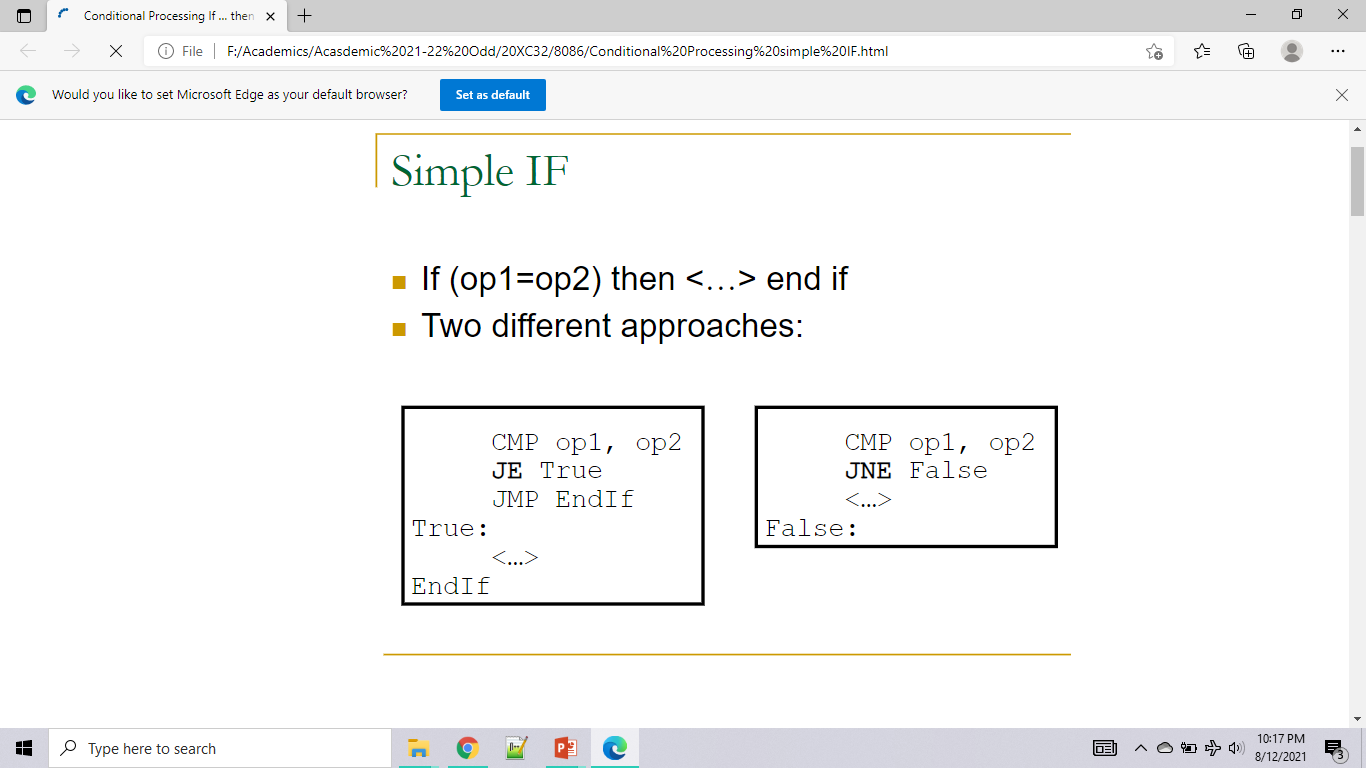 Conditional Processing If ... then
File
F:/Academics/Acasdemic%2021-22%20Odd/20XC32/8086/Conditional%20Processing%20simple%20IF.html
Would you like to set Microsoft Edge as your default browser?
Set as default
Simple IF
If (op1=op2) then <…> end if
Two different approaches:
CMP op1, op2
JE True
JMP EndIf
True:
<…>
EndIf
CMP op1, op2
JNE False
<…>
False:
Type here to search
10:17 PM
8/12/2021
3